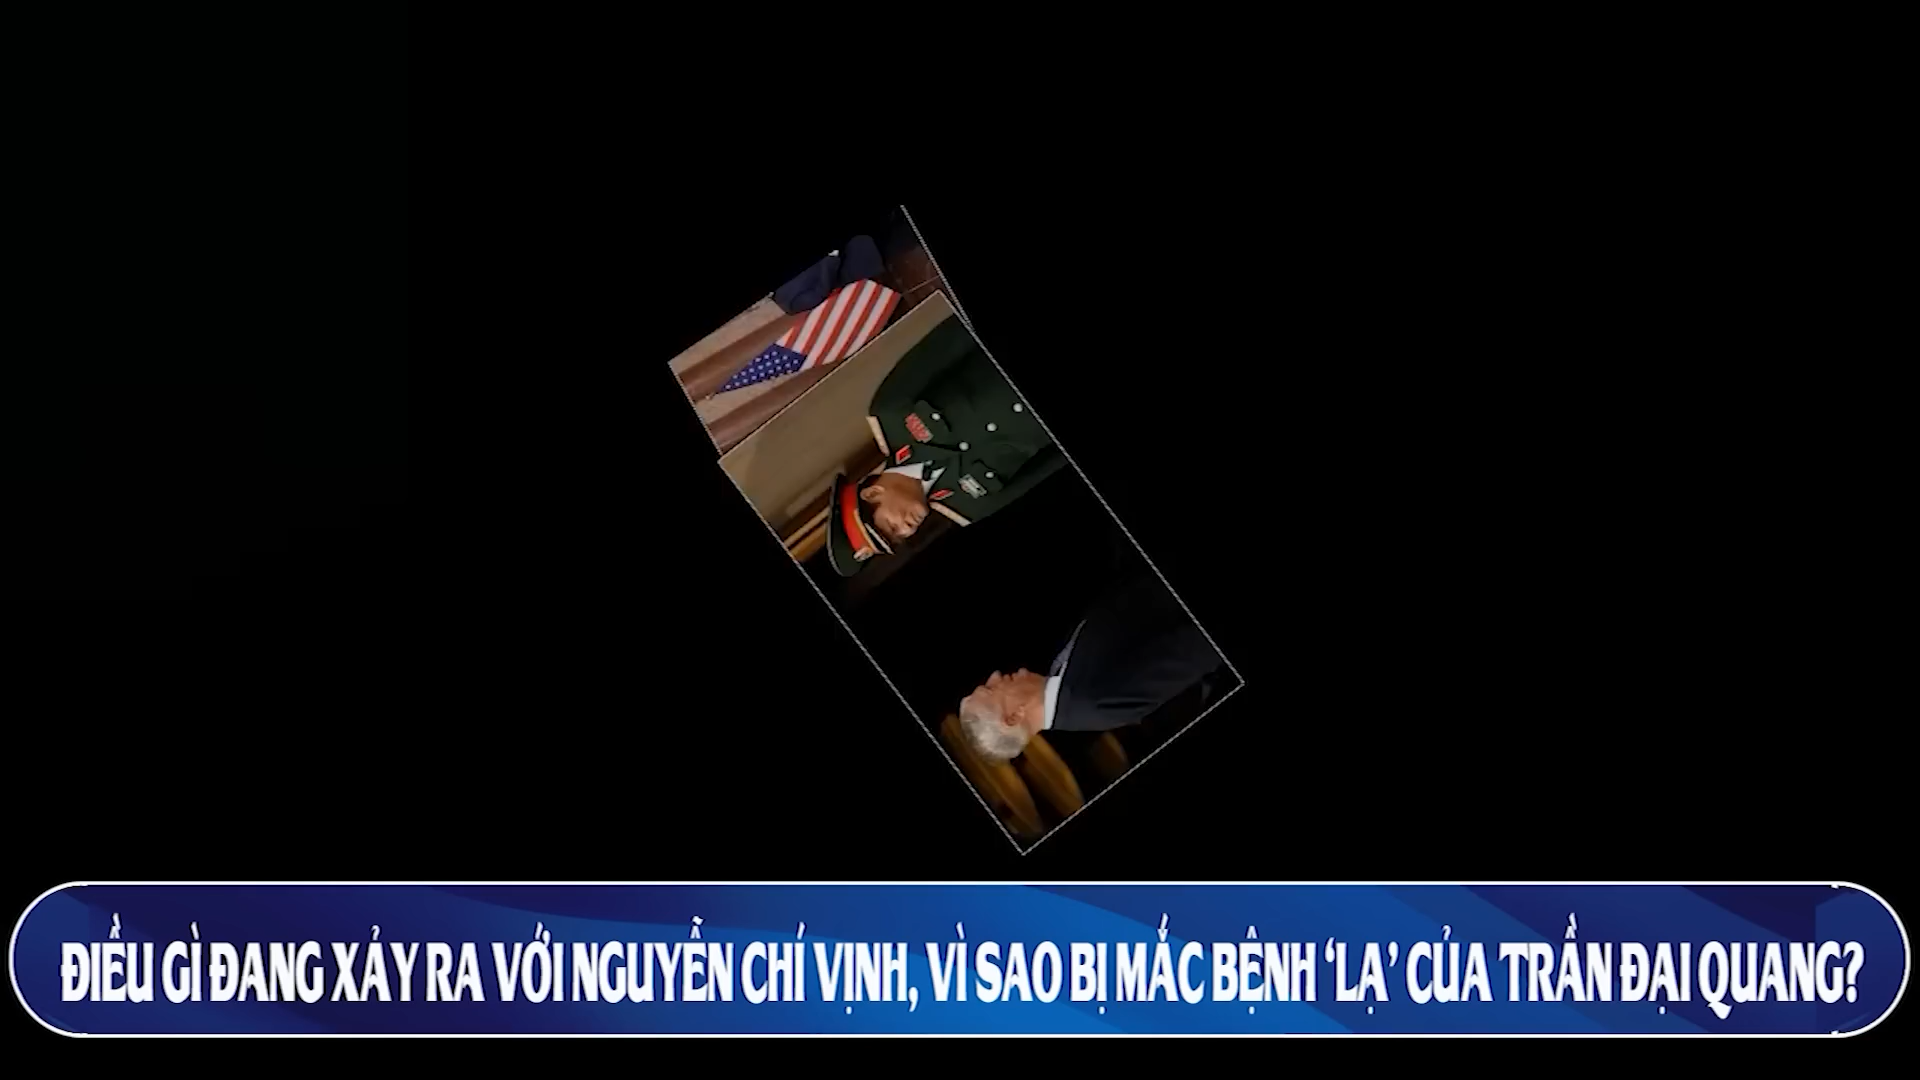 ĐIỀU GÌ ĐANG XẢY RA VỚI NGUYỄN CHÍ VỊNH, VÌ SAO BỊ MẮC BỆNH ‘LẠ’ CỦA TRẦN ĐẠI QUANG?